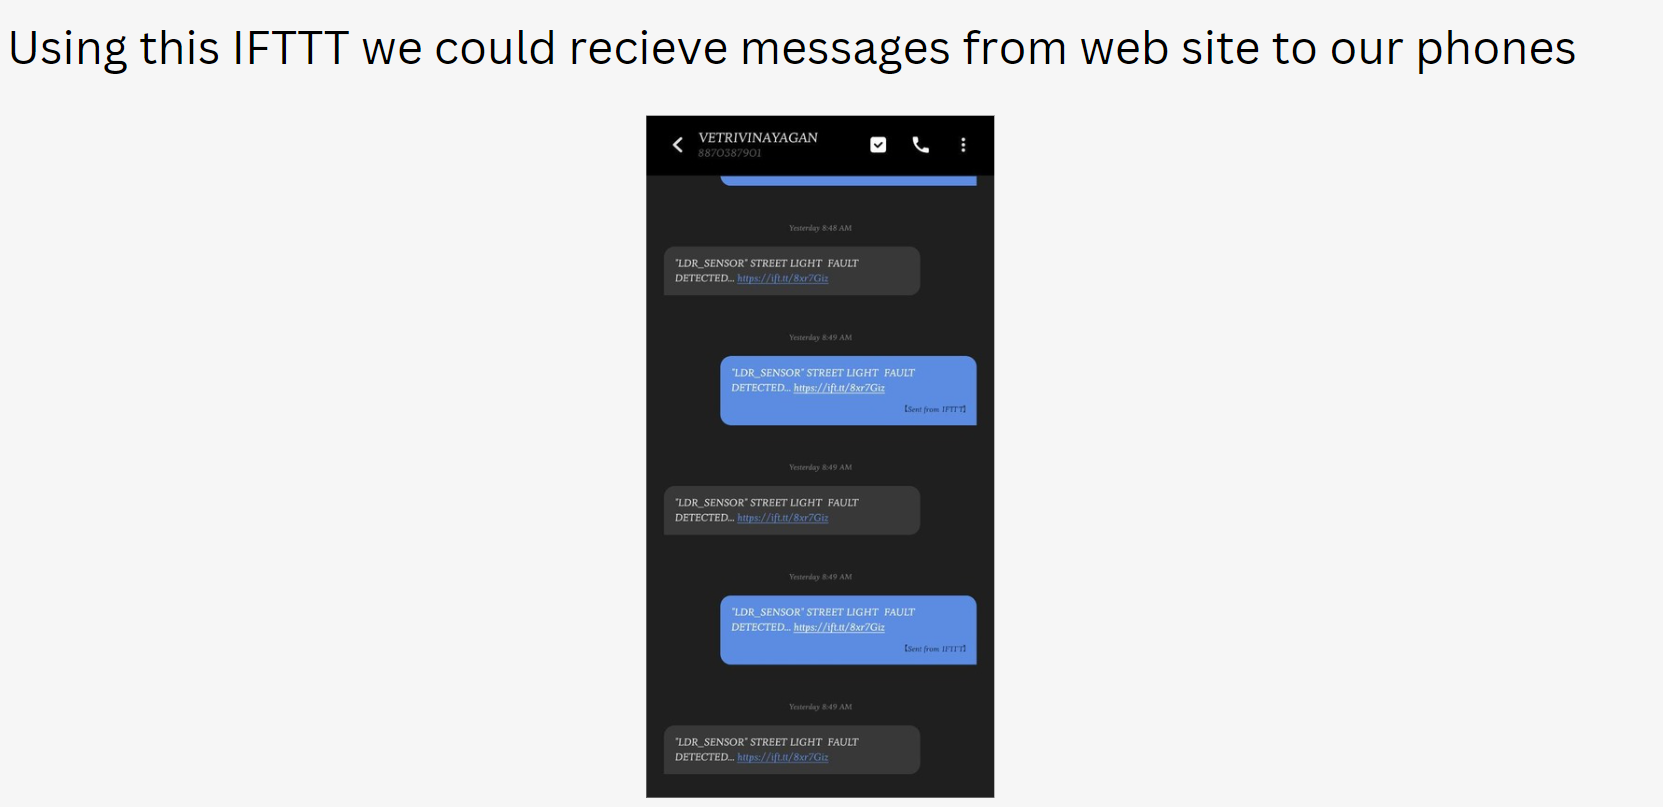 Using this IFTTT we could recieve messages from web site to our phones
VETRIVINAYAGAN
8870387901
Yesterday 8:48 AM
"LDR_SENSOR" STREET LIGHT FAULT
DETECTED... https://ift.tt/8xr7Giz
Yesterday 8:49 AM
"LDR_SENSOR" STREET LIGHT FAULT
DETECTED... https://ift.tt/8xr7Giz
[Sent from IFTTT]
Yesterday 8:49 AM
"LDR_SENSOR" STREET LIGHT FAULT
DETECTED... https://ift.tt/8xr7Giz
Yesterday 8:49 AM
"LDR_SENSOR" STREET LIGHT FAULT
DETECTED... https://ift.tt/8xr7Giz
[Sent from IFTTT]
Yesterday 8:49 AM
"LDR_SENSOR" STREET LIGHT FAULT
DETECTED... https://ift.tt/8xr7Giz